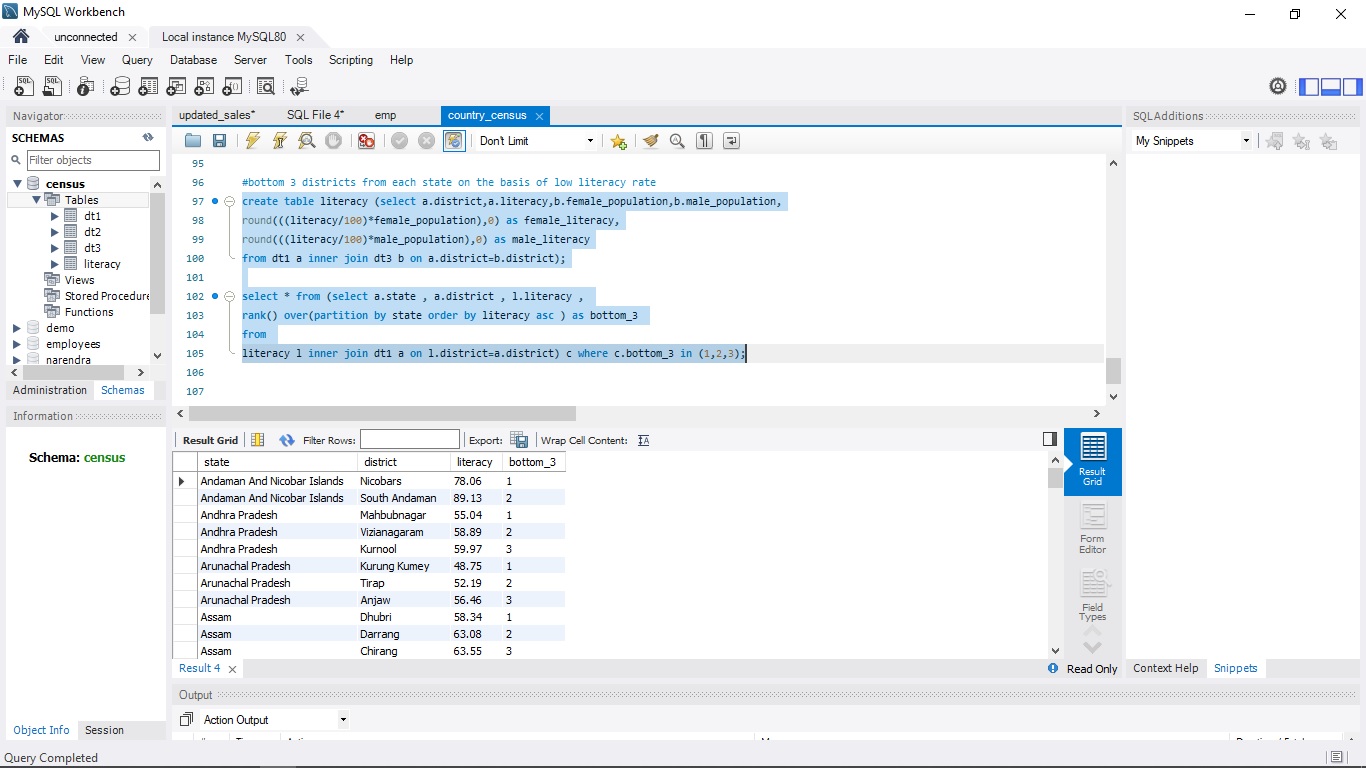 MySQL Workbench
unconnected
Local instance MySQL80
File Edit View Query Database Server Tools Scripting Help
Navigator
SCHEMAS
Filter objects
census
Tables
dt1
dt2
dt3
literacy
Views
Stored Procedure
Functions
demo
employees
narendra
Administration Schemas
Information
Schema: census
Object Info Session
updated_sales* SQL File 4* emp country_census
Don't Limit
95
96 #bottom 3 districts from each state on the basis of low literacy rate
97 create table literacy (select a.district,a.literacy,b.female_population,b.male_population,
98 round(((literacy/100)*female_population),0) as female_literacy,
99 round(((literacy/100)*male_population),0) as male_literacy
100 from dt1 a inner join dt3 b on a.district=b.district);
101
102 select * from (select a.state , a.district , l.literacy ,
103 rank() over(partition by state order by literacy asc ) as bottom_3
104 from
105 literacy l inner join dt1 a on l.district=a.district) c where c.bottom_3 in (1,2,3);
106
107
Result Grid Filter Rows: Export: Wrap Cell Content:
state district literacy bottom_3
Andaman And Nicobar Islands Nicobars 78.06 1
Andaman And Nicobar Islands South Andaman 89.13 2
Andhra Pradesh Mahbubnagar 55.04 1
Andhra Pradesh Vizianagaram 58.89 2
Andhra Pradesh Kurnool 59.97 3
Arunachal Pradesh Kurung Kumey 48.75 1
Arunachal Pradesh Tirap 52.19 2
Arunachal Pradesh Anjaw 56.46 3
Assam Dhubri 58.34 1
Assam Darrang 63.08 2
Assam Chirang 63.55 3
Result
Grid
Form
Editor
Field
Types
Result 4
Read Only
Output
Action Output
SQLAdditions
My Snippets
Context Help Snippets
Query Completed